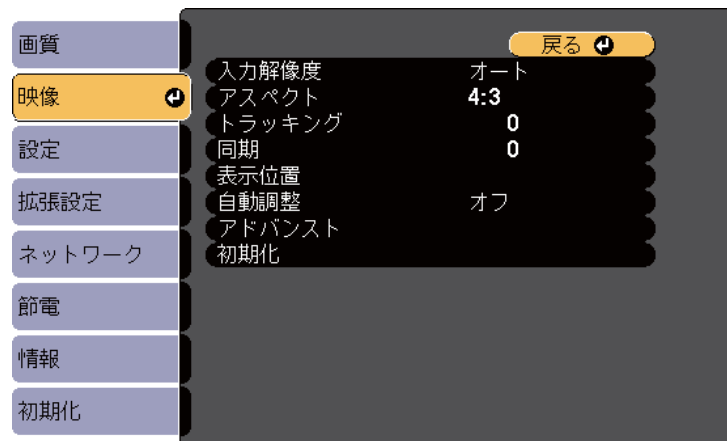 画質
映像
設定
拡張設定
ネットワーク
節電
情報
初期化
戻る
入力解像度 オート
アスペクト 4:3
トラッキング 0
同期 0
表示位置
自動調整 オフ
アドバンスト
初期化